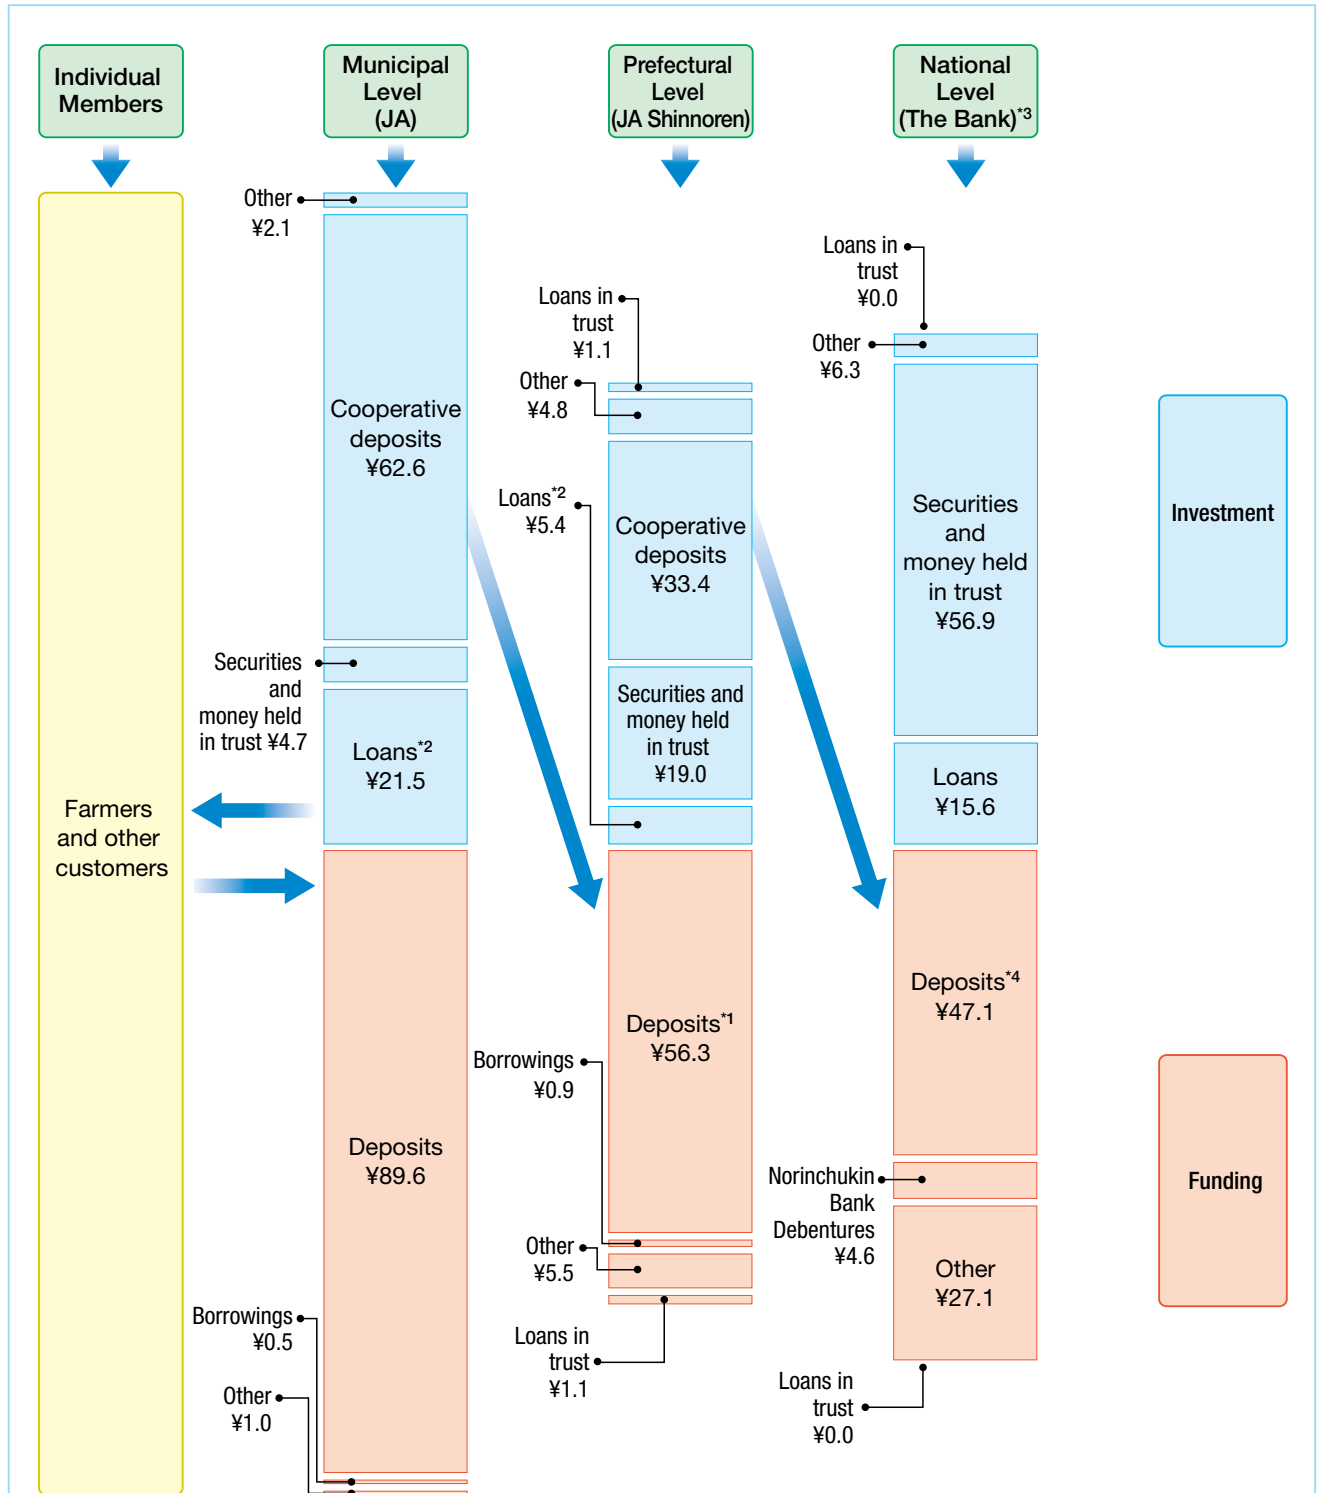 Individual
Members
Municipal
Level
(JA)
Prefectural
Level
(JA Shinnoren)
National
Level
(The Bank)*3
Farmers
and other
customers
Other
¥2.1
Cooperative
deposits
¥62.6
Securities
and
money held
in trust ¥4.7
Loans*2
¥21.5
Deposits
¥89.6
Borrowings
¥0.5
Other
¥1.0
Loans in
trust
¥1.1
Other
¥4.8
Loans*2
¥5.4
Cooperative
deposits
¥33.4
Securities and
money held
in trust
¥19.0
Deposits*1
¥56.3
Borrowings
¥0.9
Other
¥5.5
Loans in
trust
¥1.1
Loans in
trust
¥0.0
Other
¥6.3
Securities
and
money held
in trust
¥56.9
Loans
¥15.6
Deposits*4
¥47.1
Norinchukin
Bank
Debentures
¥4.6
Other
¥27.1
Loans in
trust
¥0.0
Investment
Funding